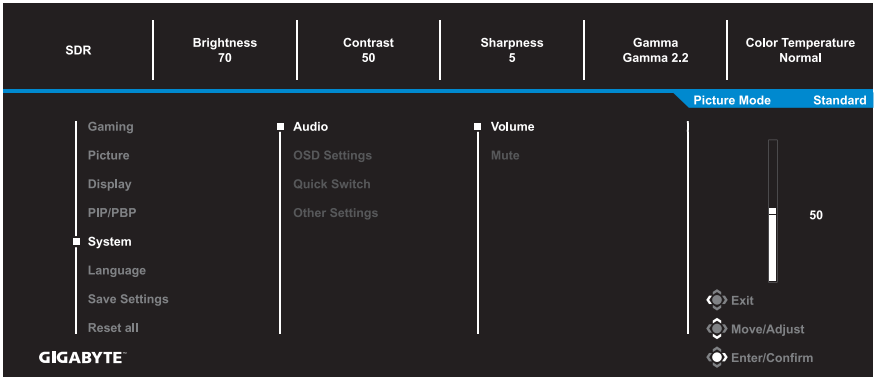 SDR
Brightness
70
Contrast
50
Sharpness
5
Gamma
Gamma 2.2
Color Temperature
Normal
Picture Mode Standard
Gaming
Picture
Display
PIP/PBP
System
Language
Save Settings
Reset all
Audio
OSD Settings
Quick Switch
Other Settings
Volume
Mute
50
Exit
Move/Adjust
Enter/Confirm
GIGABYTE™